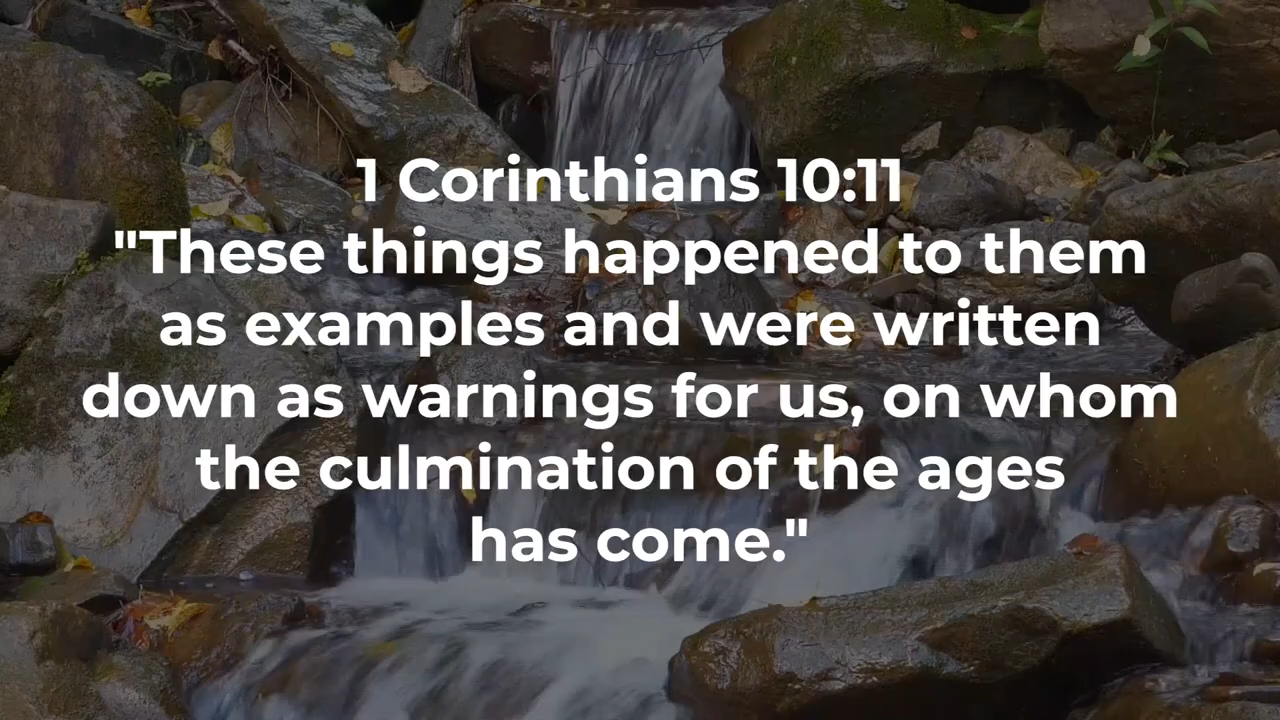 1 Corinthians 10:11
"These things happened to them
as examples and were written
down as warnings for us, on whom
the culmination of the ages
has come."